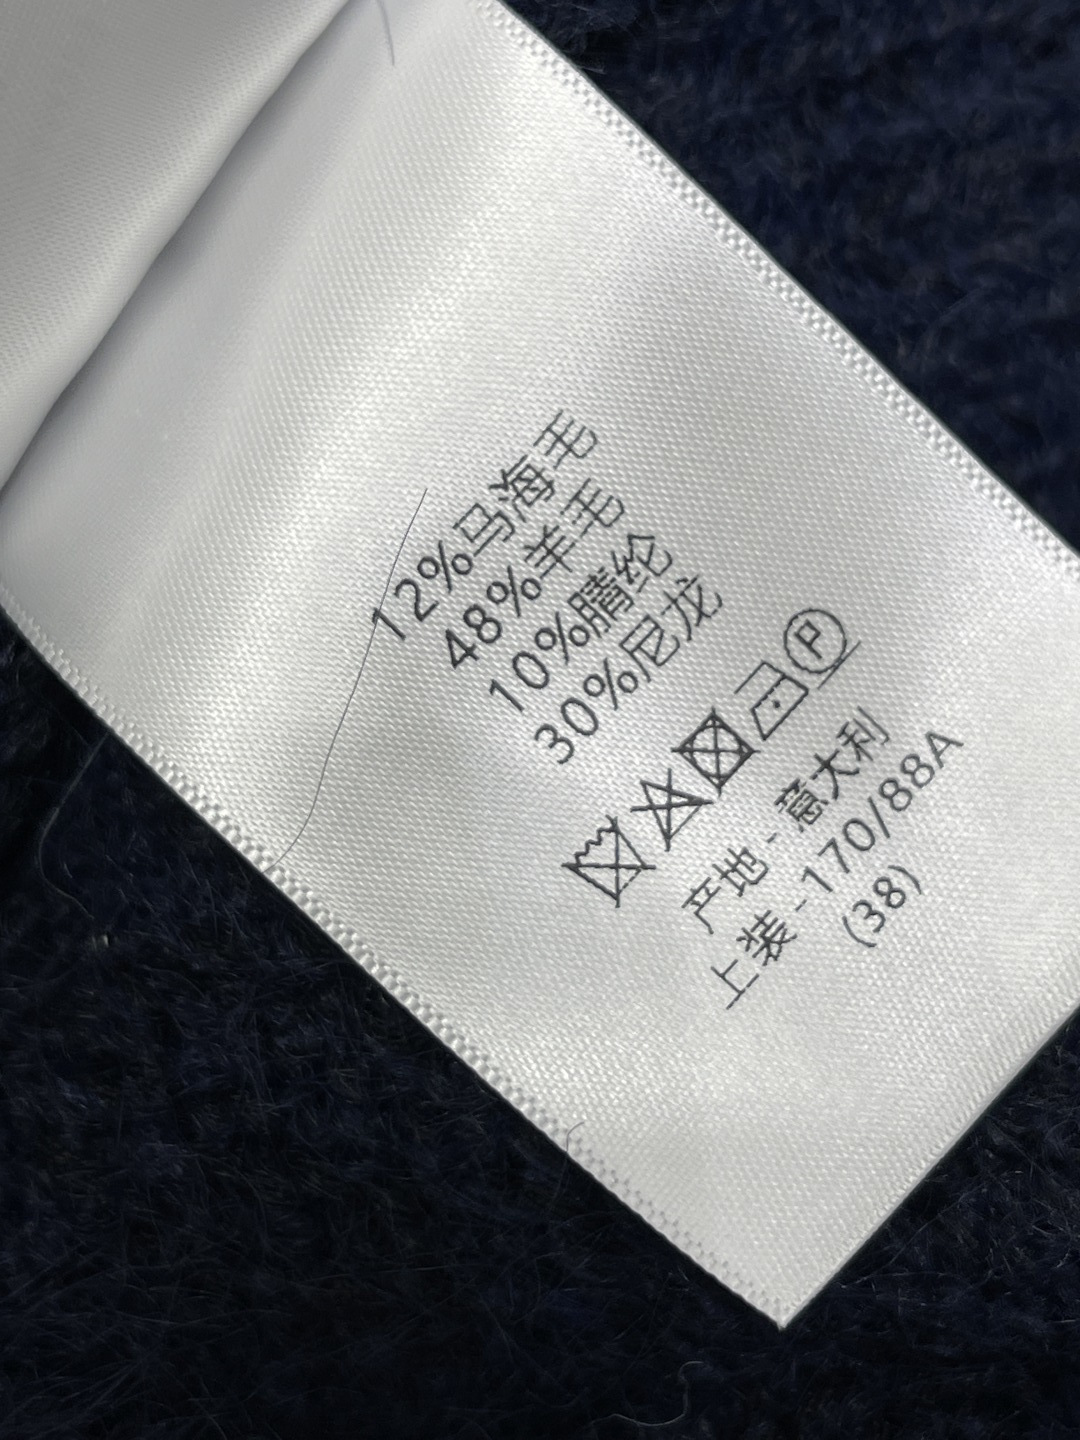 12%马海毛
48%羊毛
10%腈纶
30%尼龙
P
产地-意大利
上装-170/88A
(38)